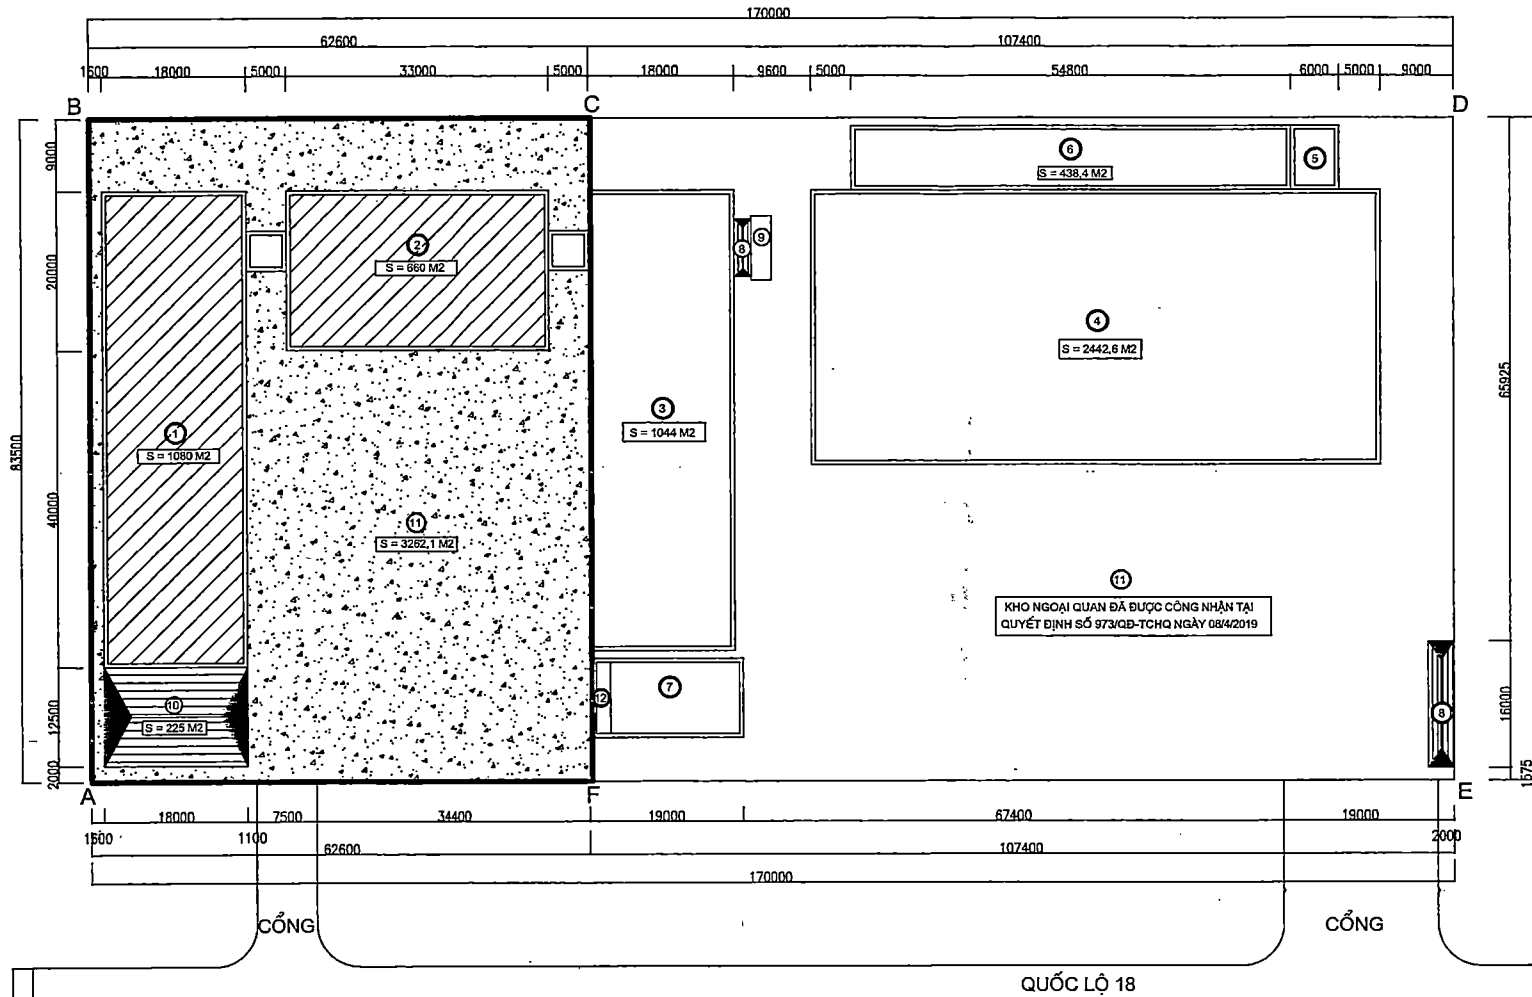 170000
62600 107400
1600 18000 5000 33000 5000 18000 9600 5000 54800 6000 5000 9000
B C D
9000
6
S = 438,4 M2
5
20000
2
S = 660 M2
8
9
4
S = 2442,6 M2
65925
83500
1
S = 1080 M2
3
S = 1044 M2
40000
11
S = 3262,1 M2
11
KHO NGOẠI QUAN ĐÃ ĐƯỢC CÔNG NHẬN TẠI
QUYẾT ĐỊNH SỐ 973/QĐ-TCHQ NGÀY 08/4/2019
12500
10
S = 225 M2
12
7
8
16000
2000
1575
A F E
18000 7500 34400 19000 67400 19000
1600 1100 2000
62600 107400
170000
CỔNG CỔNG
QUỐC LỘ 18